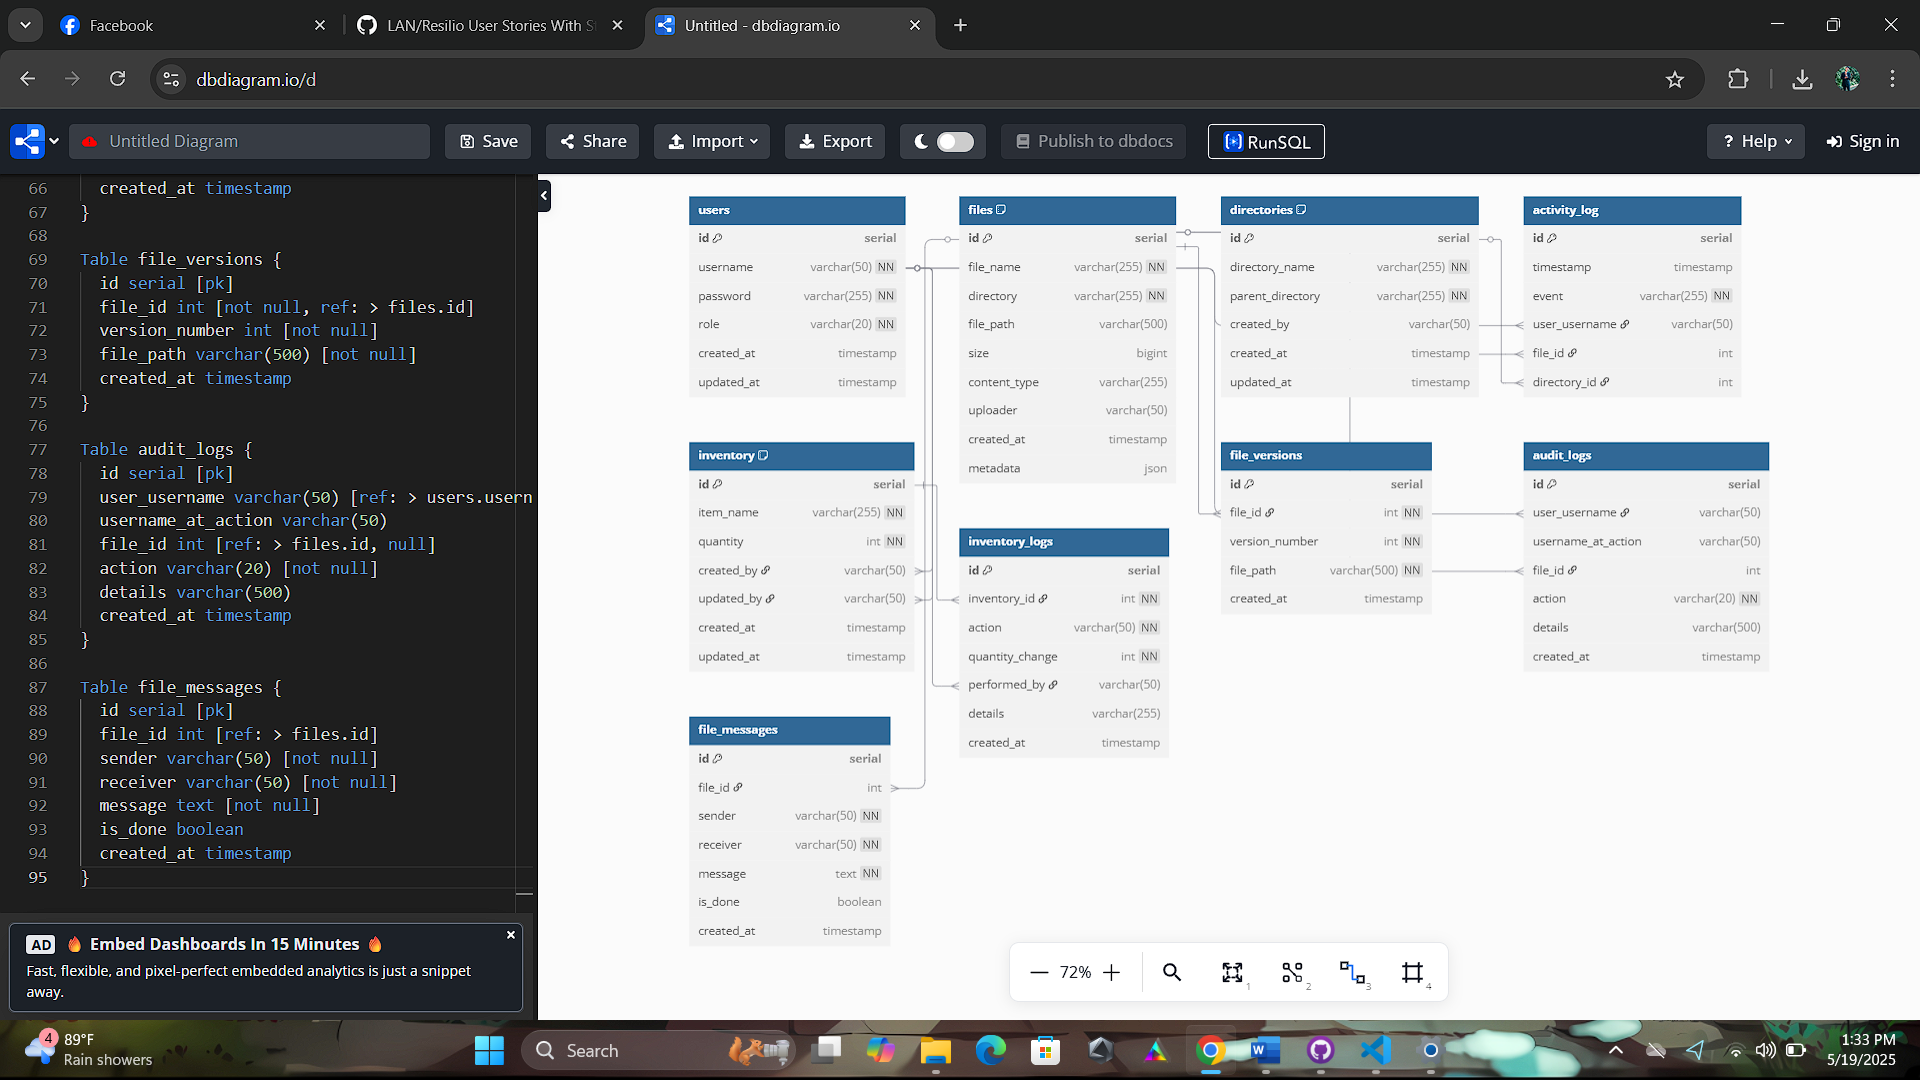 Facebook
LAN/Resilio User Stories With S
Untitled - dbdiagram.io
dbdiagram.io/d
Untitled Diagram
Save
Share
Import
Export
Publish to dbdocs
RunSQL
? Help
Sign in
66 created_at timestamp
67 }
68
69 Table file_versions {
70 id serial [pk]
71 file_id int [not null, ref: > files.id]
72 version_number int [not null]
73 file_path varchar(500) [not null]
74 created_at timestamp
75 }
76
77 Table audit_logs {
78 id serial [pk]
79 user_username varchar(50) [ref: > users.usern
80 username_at_action varchar(50)
81 file_id int [ref: > files.id, null]
82 action varchar(20) [not null]
83 details varchar(500)
84 created_at timestamp
85 }
86
87 Table file_messages {
88 id serial [pk]
89 file_id int [ref: > files.id]
90 sender varchar(50) [not null]
91 receiver varchar(50) [not null]
92 message text [not null]
93 is_done boolean
94 created_at timestamp
95 }
AD Embed Dashboards In 15 Minutes
Fast, flexible, and pixel-perfect embedded analytics is just a snippet
away.
users
id serial
username varchar(50) NN
password varchar(255) NN
role varchar(20) NN
created_at timestamp
updated_at timestamp
files
id serial
file_name varchar(255) NN
directory varchar(255) NN
file_path varchar(500)
size bigint
content_type varchar(255)
uploader varchar(50)
created_at timestamp
metadata json
directories
id serial
directory_name varchar(255) NN
parent_directory varchar(255) NN
created_by varchar(50)
created_at timestamp
updated_at timestamp
activity_log
id serial
timestamp timestamp
event varchar(255) NN
user_username varchar(50)
file_id int
directory_id int
inventory
id serial
item_name varchar(255) NN
quantity int NN
created_by varchar(50)
updated_by varchar(50)
created_at timestamp
updated_at timestamp
inventory_logs
id serial
inventory_id int NN
action varchar(50) NN
quantity_change int NN
performed_by varchar(50)
details varchar(255)
created_at timestamp
file_versions
id serial
file_id int NN
version_number int NN
file_path varchar(500) NN
created_at timestamp
audit_logs
id serial
user_username varchar(50)
username_at_action varchar(50)
file_id int
action varchar(20) NN
details varchar(500)
created_at timestamp
file_messages
id serial
file_id int
sender varchar(50) NN
receiver varchar(50) NN
message text NN
is_done boolean
created_at timestamp
72%
1
2
3
4
4
89°F
Rain showers
Search
1:33 PM
5/19/2025